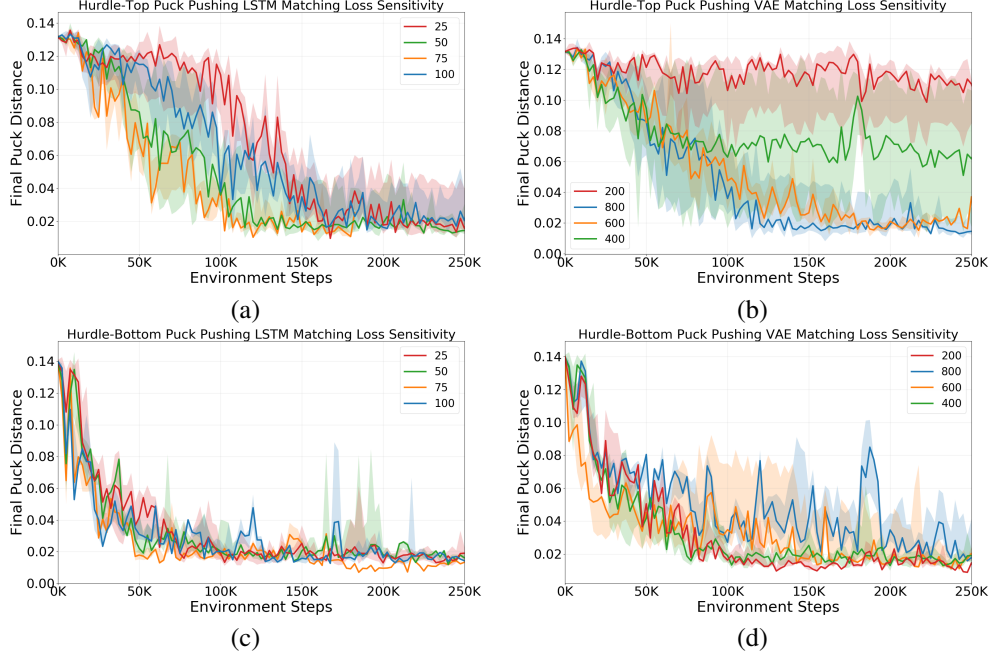 Hurdle-Top Puck Pushing LSTM Matching Loss Sensitivity
0.14
0.12
0.10
0.08
0.06
0.04
0.02
Final Puck Distance
25
50
75
100
0K
50K
100K
150K
200K
250K
Environment Steps
(a)
Hurdle-Top Puck Pushing VAE Matching Loss Sensitivity
0.14
0.12
0.10
0.08
0.06
0.04
0.02
0.00
Final Puck Distance
200
800
600
400
0K
50K
100K
150K
200K
250K
Environment Steps
(b)
Hurdle-Bottom Puck Pushing LSTM Matching Loss Sensitivity
0.14
0.12
0.10
0.08
0.06
0.04
0.02
0.00
Final Puck Distance
25
50
75
100
0K
50K
100K
150K
200K
250K
Environment Steps
(c)
Hurdle-Bottom Puck Pushing VAE Matching Loss Sensitivity
0.14
0.12
0.10
0.08
0.06
0.04
0.02
Final Puck Distance
200
800
600
400
0K
50K
100K
150K
200K
250K
Environment Steps
(d)